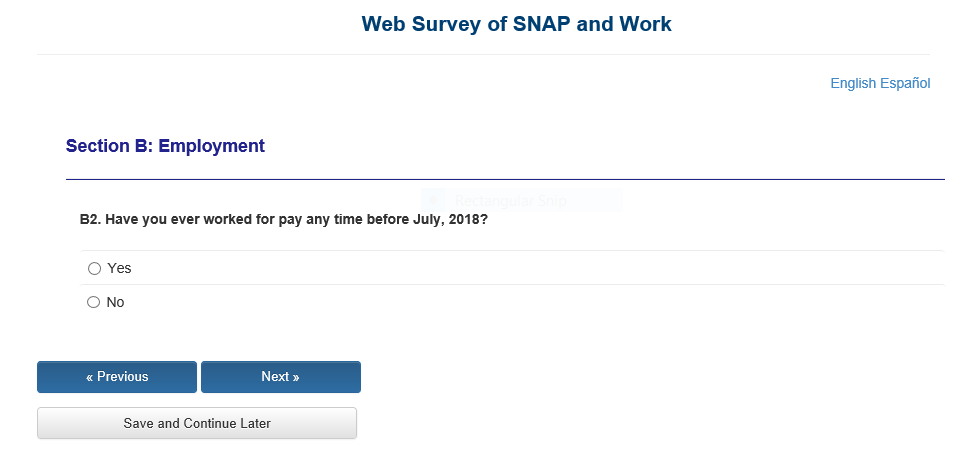 Web Survey of SNAP and Work
English Español
Section B: Employment
Rectangular Snip
B2. Have you ever worked for pay any time before July, 2018?
Yes
No
« Previous
Next »
Save and Continue Later